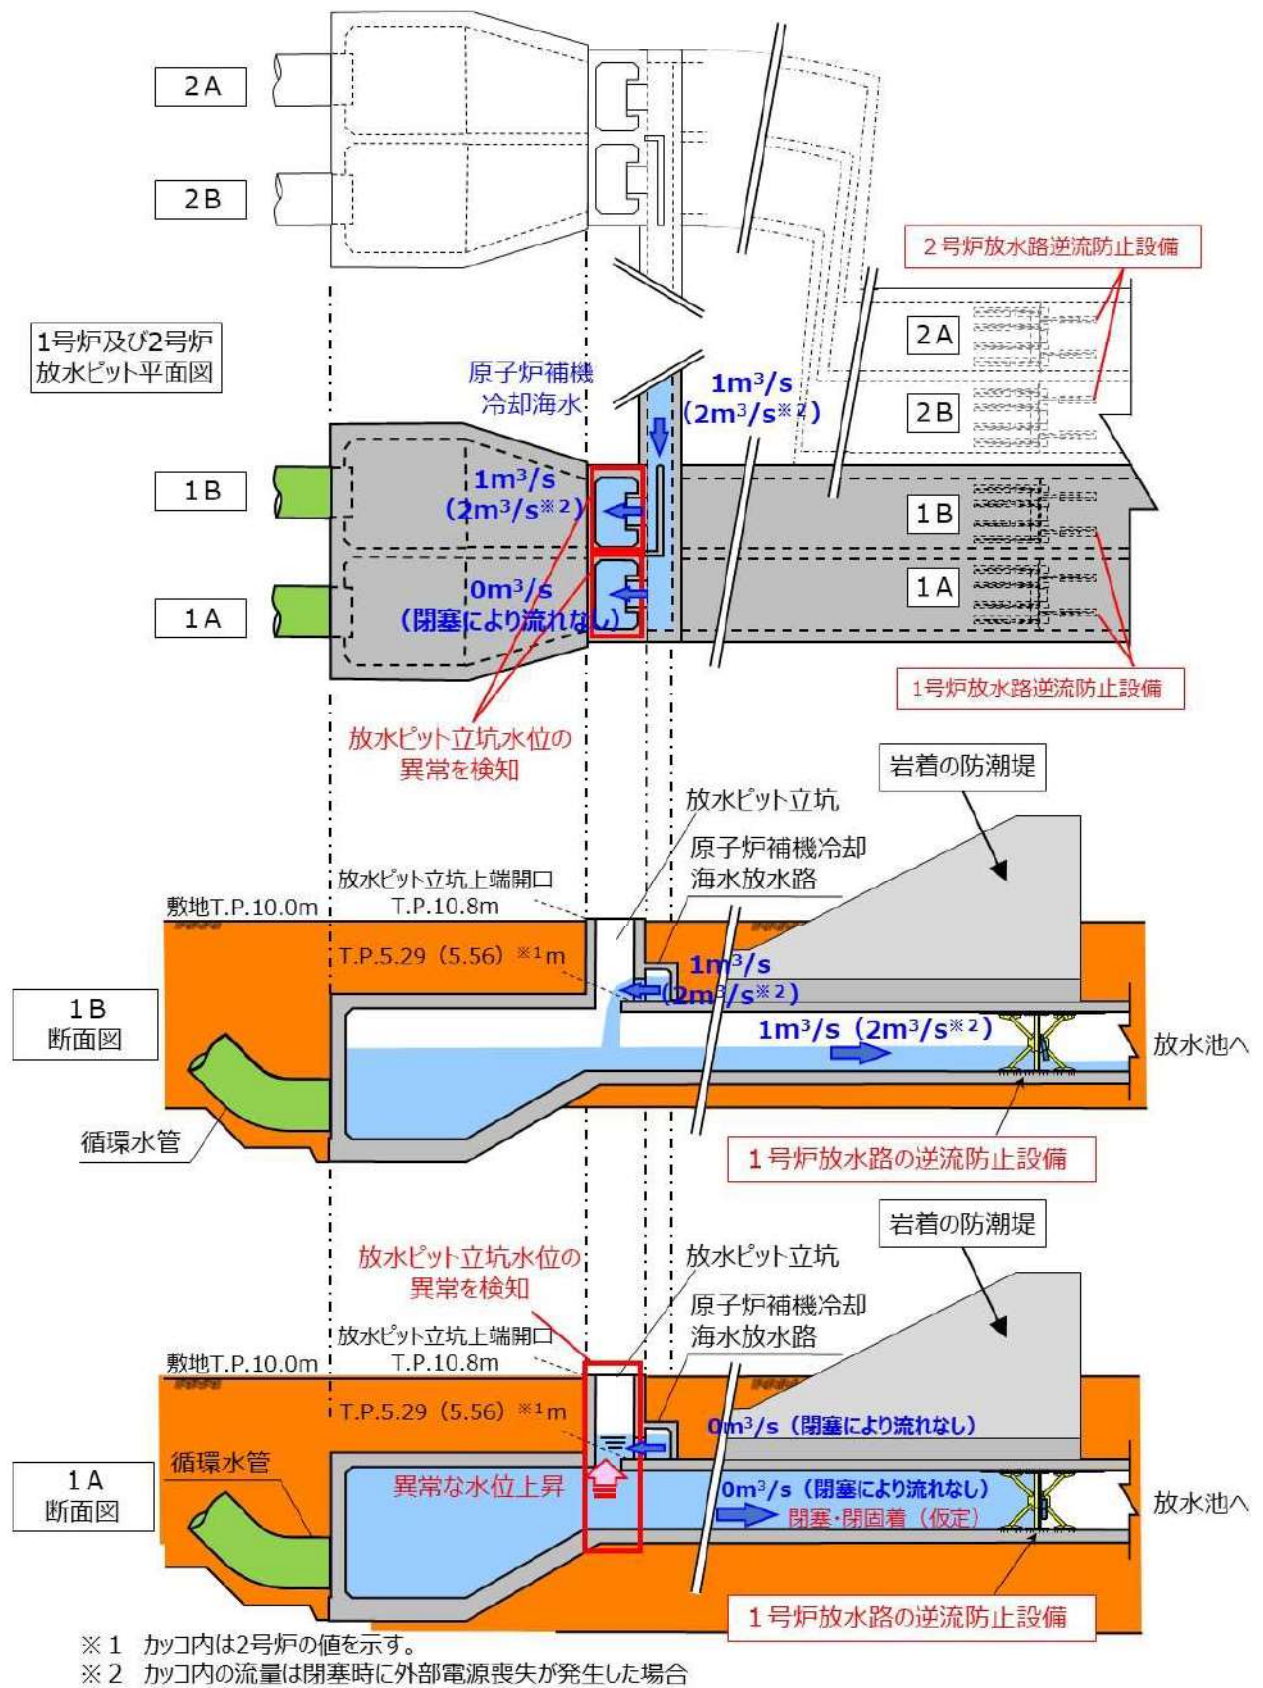 2A
2B
2号炉放水路逆流防止設備
1号炉及び2号炉
放水ピット平面図
原子炉補機
冷却海水
1m³/s
(2m³/s※2)
2A
2B
1B
1m³/s
(2m³/s※2)
1B
1A
0m³/s
(閉塞により流れなし)
1A
1号炉放水路逆流防止設備
放水ピット立坑水位の
異常を検知
岩着の防潮堤
放水ピット立坑
原子炉補機冷却
海水放水路
放水ピット立坑上端開口
T.P.10.8m
敷地T.P.10.0m
T.P.5.29(5.56)※1m
1m³/s
(2m³/s※2)
1B
断面図
1m³/s(2m³/s※2)
放水池へ
循環水管
1号炉放水路の逆流防止設備
岩着の防潮堤
放水ピット立坑水位の
異常を検知
放水ピット立坑
原子炉補機冷却
海水放水路
放水ピット立坑上端開口
T.P.10.8m
敷地T.P.10.0m
T.P.5.29(5.56)※1m
0m³/s(閉塞により流れなし)
循環水管
1A
断面図
異常な水位上昇
0m³/s(閉塞により流れなし)
閉塞・閉固着(仮定)
放水池へ
1号炉放水路の逆流防止設備
※1 カッコ内は2号炉の値を示す。
※2 カッコ内の流量は閉塞時に外部電源喪失が発生した場合